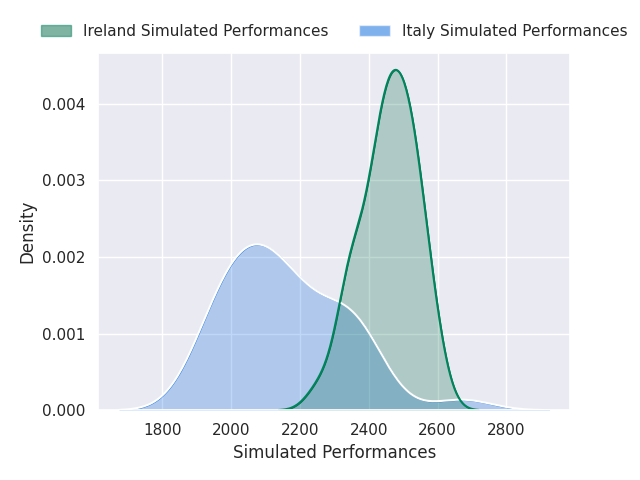 Ireland Simulated Performances Italy Simulated Performances
0.004
0.003
0.002
0.001
0.000
Density
1800 2000 2200 2400 2600 2800
Simulated Performances